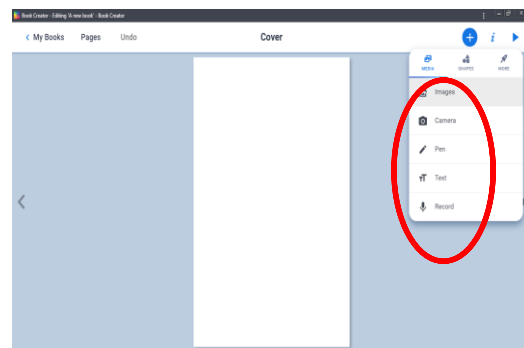 Book Creator - Editing 'A new book' - Book Creator
< My Books Pages Undo Cover
MEDIA SHAPES MORE
Images
Camera
Pen
Text
Record